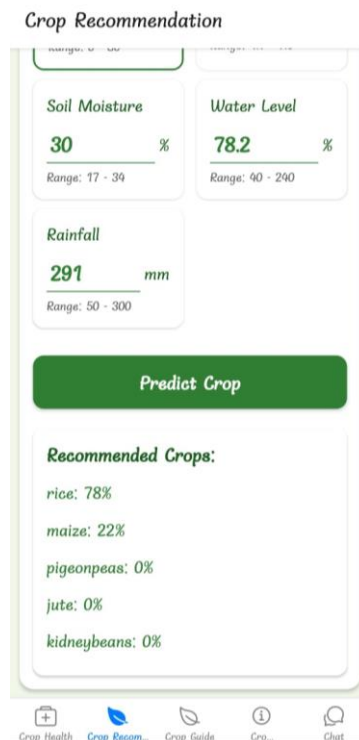 Crop Recommendation
Soil Moisture
Water Level
30 %
78.2 %
Range: 17 - 34
Range: 40 - 240
Rainfall
291 mm
Range: 50 - 300
Predict Crop
Recommended Crops:
rice: 78%
maize: 22%
pigeonpeas: 0%
jute: 0%
kidneybeans: 0%
Crop Health
Crop Recom...
Crop Guide
Cro...
Chat